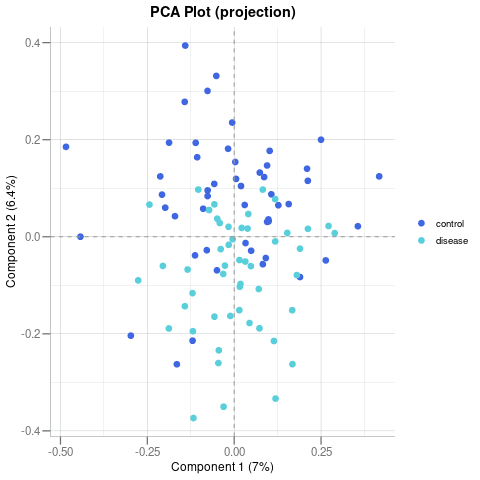 PCA Plot (projection)
0.4
0.2
0.0
-0.2
-0.4
Component 2 (6.4%)
-0.50
-0.25
0.00
0.25
Component 1 (7%)
control
disease